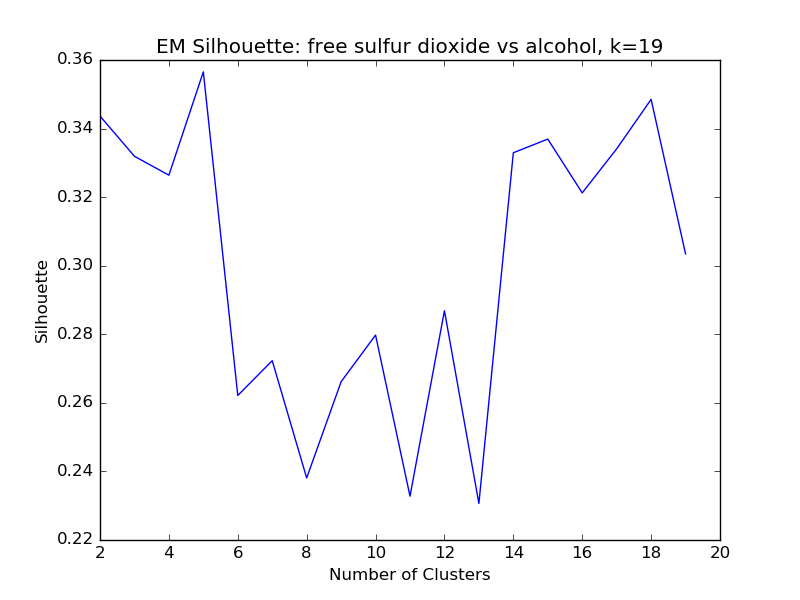 EM Silhouette: free sulfur dioxide vs alcohol, k=19
0.36
0.34
0.32
0.30
0.28
0.26
0.24
0.22
Silhouette
2 4 6 8 10 12 14 16 18 20
Number of Clusters